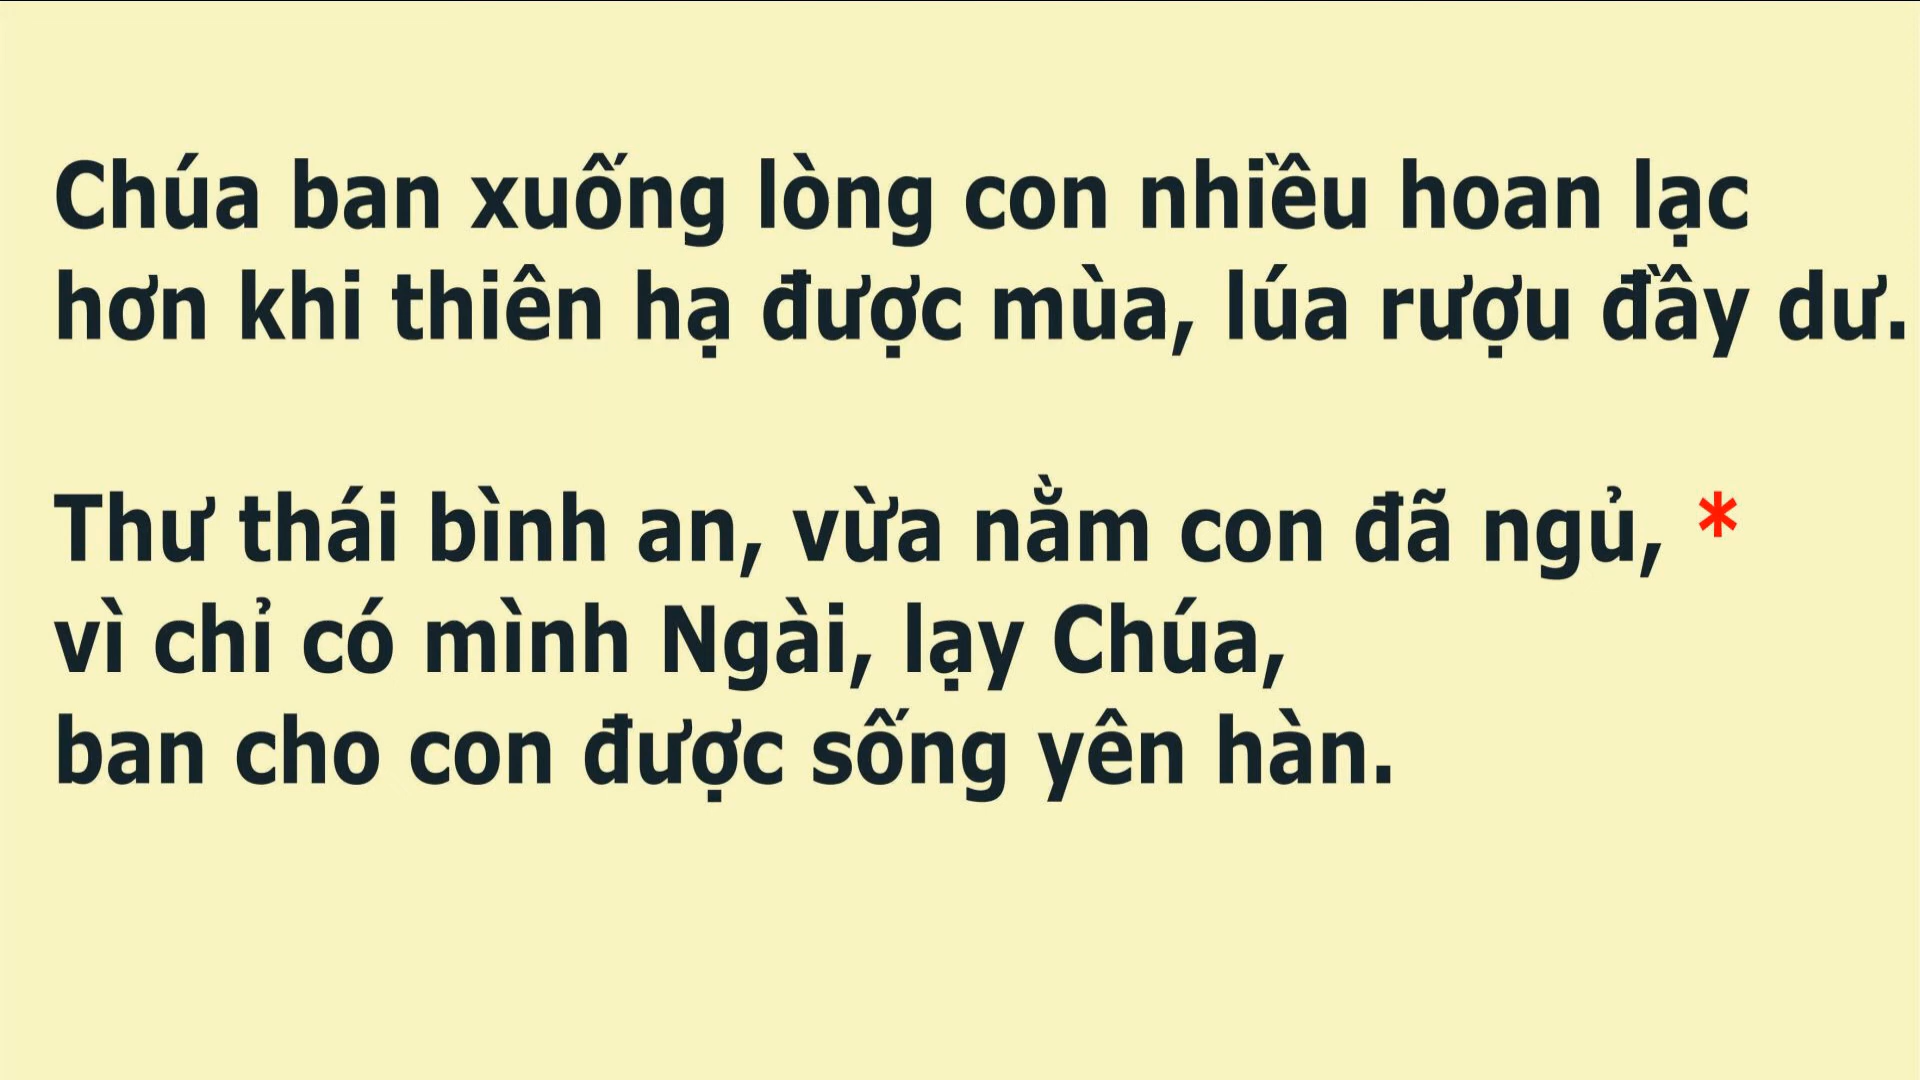 Chúa ban xuống lòng con nhiều hoan lạc
hơn khi thiên hạ được mùa, lúa rượu đầy dư.
Thư thái bình an, vừa nằm con đã ngủ, *
vì chỉ có mình Ngài, lạy Chúa,
ban cho con được sống yên hàn.